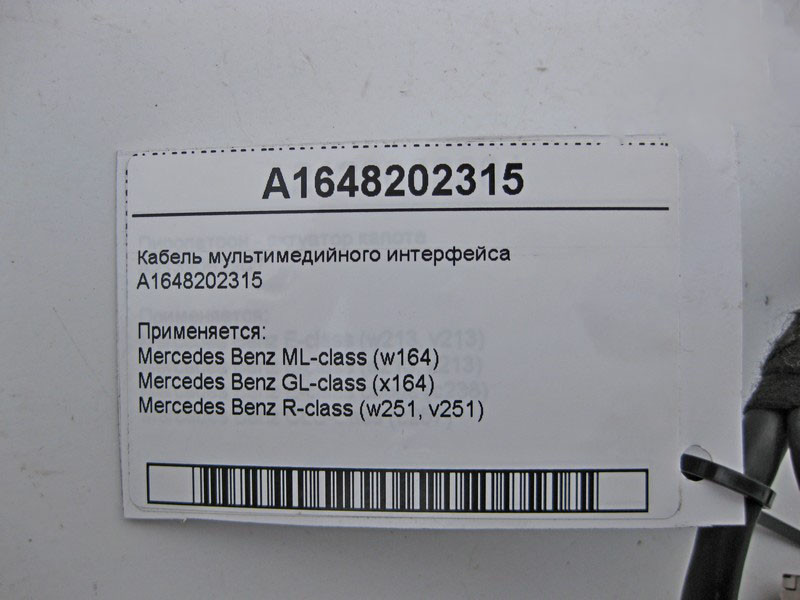 A1648202315
Кабель мультимедийного интерфейса
A1648202315
Применяется:
Mercedes Benz ML-class (w164)
Mercedes Benz GL-class (x164)
Mercedes Benz R-class (w251, v251)